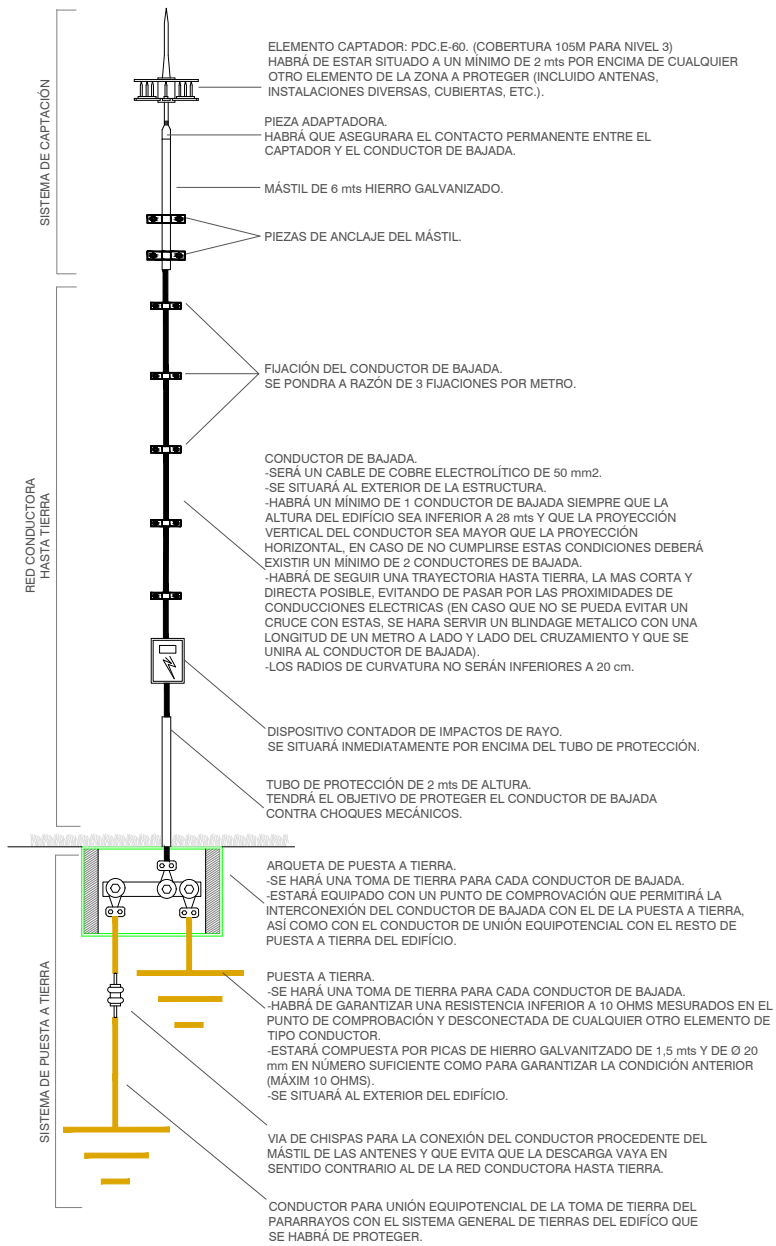 SISTEMA DE CAPTACIÓN
ELEMENTO CAPTADOR: PDC.E-60. (COBERTURA 105M PARA NIVEL 3)
HABRÁ DE ESTAR SITUADO A UN MÍNIMO DE 2 mts POR ENCIMA DE CUALQUIER
OTRO ELEMENTO DE LA ZONA A PROTEGER (INCLUIDO ANTENAS,
INSTALACIONES DIVERSAS, CUBIERTAS, ETC.).
PIEZA ADAPTADORA.
HABRÁ QUE ASEGURARA EL CONTACTO PERMANENTE ENTRE EL
CAPTADOR Y EL CONDUCTOR DE BAJADA.
MÁSTIL DE 6 mts HIERRO GALVANIZADO.
PIEZAS DE ANCLAJE DEL MÁSTIL.
RED CONDUCTORA
HASTA TIERRA
FIJACIÓN DEL CONDUCTOR DE BAJADA.
SE PONDRA A RAZÓN DE 3 FIJACIONES POR METRO.
CONDUCTOR DE BAJADA.
-SERÁ UN CABLE DE COBRE ELECTROLÍTICO DE 50 mm2.
-SE SITUARÁ AL EXTERIOR DE LA ESTRUCTURA.
-HABRÁ UN MÍNIMO DE 1 CONDUCTOR DE BAJADA SIEMPRE QUE LA
ALTURA DEL EDIFÍCIO SEA INFERIOR A 28 mts Y QUE LA PROYECCIÓN
VERTICAL DEL CONDUCTOR SEA MAYOR QUE LA PROYECCIÓN
HORIZONTAL, EN CASO DE NO CUMPLIRSE ESTAS CONDICIONES DEBERÁ
EXISTIR UN MÍNIMO DE 2 CONDUCTORES DE BAJADA.
-HABRÁ DE SEGUIR UNA TRAYECTORIA HASTA TIERRA, LA MAS CORTA Y
DIRECTA POSIBLE, EVITANDO DE PASAR POR LAS PROXIMIDADES DE
CONDUCCIONES ELECTRICAS (EN CASO QUE NO SE PUEDA EVITAR UN
CRUCE CON ESTAS, SE HARA SERVIR UN BLINDAGE METALICO CON UNA
LONGITUD DE UN METRO A LADO Y LADO DEL CRUZAMIENTO Y QUE SE
UNIRA AL CONDUCTOR DE BAJADA).
-LOS RADIOS DE CURVATURA NO SERÁN INFERIORES A 20 cm.
DISPOSITIVO CONTADOR DE IMPACTOS DE RAYO.
SE SITUARÁ INMEDIATAMENTE POR ENCIMA DEL TUBO DE PROTECCIÓN.
TUBO DE PROTECCIÓN DE 2 mts DE ALTURA.
TENDRÁ EL OBJETIVO DE PROTEGER EL CONDUCTOR DE BAJADA
CONTRA CHOQUES MECÁNICOS.
SISTEMA DE PUESTA A TIERRA
ARQUETA DE PUESTA A TIERRA.
-SE HARÁ UNA TOMA DE TIERRA PARA CADA CONDUCTOR DE BAJADA.
-ESTARÁ EQUIPADO CON UN PUNTO DE COMPROVACIÓN QUE PERMITIRÁ LA
INTERCONEXIÓN DEL CONDUCTOR DE BAJADA CON EL DE LA PUESTA A TIERRA,
ASÍ COMO CON EL CONDUCTOR DE UNIÓN EQUIPOTENCIAL CON EL RESTO DE
PUESTA A TIERRA DEL EDIFÍCIO.
PUESTA A TIERRA.
-SE HARÁ UNA TOMA DE TIERRA PARA CADA CONDUCTOR DE BAJADA.
-HABRÁ DE GARANTIZAR UNA RESISTENCIA INFERIOR A 10 OHMS MESURADOS EN EL
PUNTO DE COMPROBACIÓN Y DESCONECTADA DE CUALQUIER OTRO ELEMENTO DE
TIPO CONDUCTOR.
-ESTARÁ COMPUESTA POR PICAS DE HIERRO GALVANITZADO DE 1,5 mts Y DE Ø 20
mm EN NÚMERO SUFICIENTE COMO PARA GARANTIZAR LA CONDICIÓN ANTERIOR
(MÁXIM 10 OHMS).
-SE SITUARÁ AL EXTERIOR DEL EDIFÍCIO.
VIA DE CHISPAS PARA LA CONEXIÓN DEL CONDUCTOR PROCEDENTE DEL
MÁSTIL DE LAS ANTENES Y QUE EVITA QUE LA DESCARGA VAYA EN
SENTIDO CONTRARIO AL DE LA RED CONDUCTORA HASTA TIERRA.
CONDUCTOR PARA UNIÓN EQUIPOTENCIAL DE LA TOMA DE TIERRA DEL
PARARRAYOS CON EL SISTEMA GENERAL DE TIERRAS DEL EDIFÍCO QUE
SE HABRÁ DE PROTEGER.